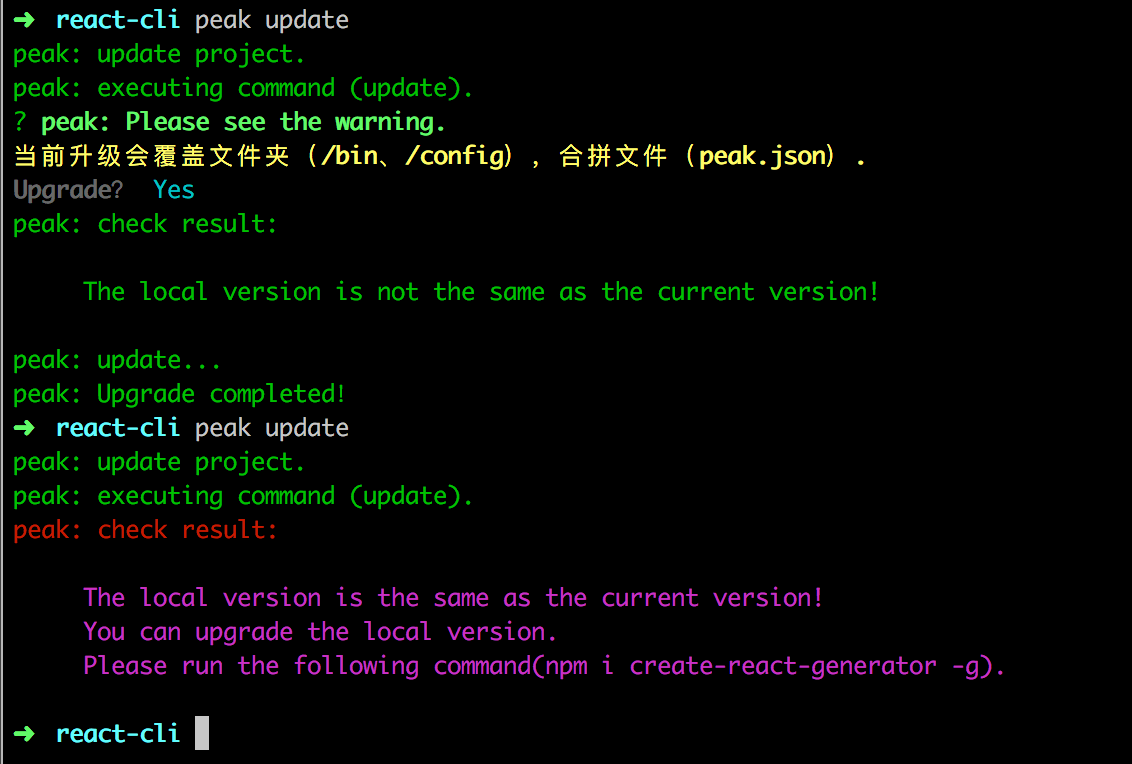 ➜ react-cli peak update
peak: update project.
peak: executing command (update).
? peak: Please see the warning.
当前升级会覆盖文件夹（/bin、/config），合拼文件（peak.json）.
Upgrade? Yes
peak: check result:
The local version is not the same as the current version!
peak: update...
peak: Upgrade completed!
➜ react-cli peak update
peak: update project.
peak: executing command (update).
peak: check result:
The local version is the same as the current version!
You can upgrade the local version.
Please run the following command(npm i create-react-generator -g).
➜ react-cli